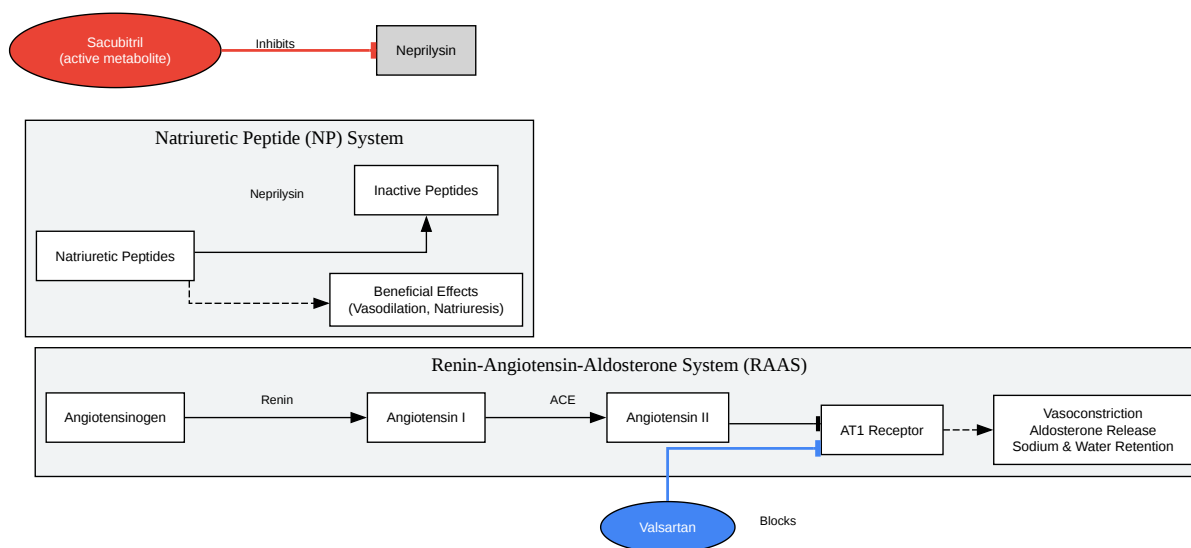 Sacubitril
(active metabolite)
Inhibits
Neprilysin
Natriuretic Peptide (NP) System
Neprilysin
Inactive Peptides
Natriuretic Peptides
Beneficial Effects
(Vasodilation, Natriuresis)
Renin-Angiotensin-Aldosterone System (RAAS)
Angiotensinogen
Renin
Angiotensin I
ACE
Angiotensin II
AT1 Receptor
Vasoconstriction
Aldosterone Release
Sodium & Water Retention
Valsartan
Blocks